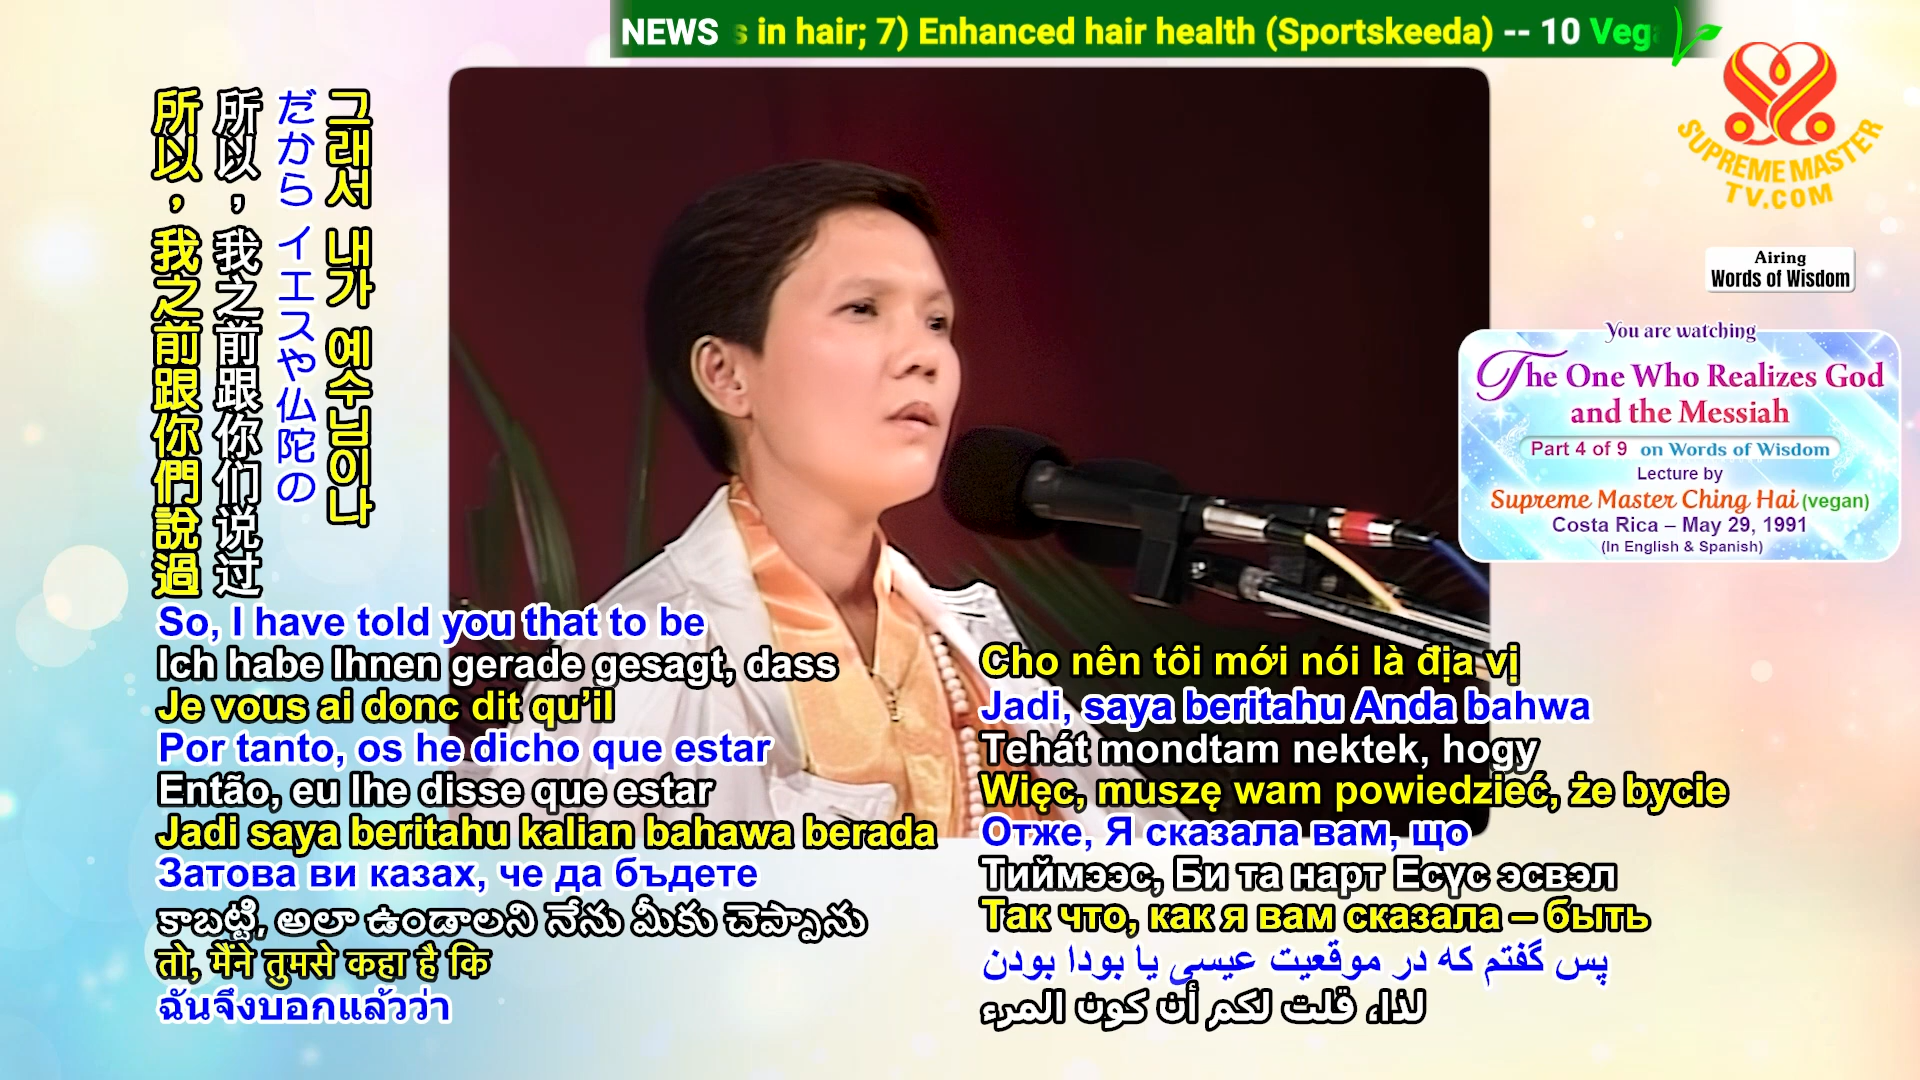 NEWS s in hair; 7) Enhanced hair health (Sportskeeda) -- 10 Veg
SUPREME MASTER
TV.COM
Airing
Words of Wisdom
You are watching
The One Who Realizes God
and the Messiah
Part 4 of 9 on Words of Wisdom
Lecture by
Supreme Master Ching Hai (vegan)
Costa Rica – May 29, 1991
(In English & Spanish)
그래서 내가 예수님이나
だから イエスや仏陀の
所以，我之前跟你们说过
所以，我之前跟你們說過
So, I have told you that to be
Ich habe Ihnen gerade gesagt, dass
Je vous ai donc dit qu’il
Por tanto, os he dicho que estar
Então, eu lhe disse que estar
Jadi saya beritahu kalian bahawa berada
Затова ви казах, че да бъдете
కాబట్టి, అలా ఉండాలని నేను మీకు చెప్పాను
तो, मैंने तुमसे कहा है कि
ฉันจึงบอกแล้วว่า
Cho nên tôi mới nói là địa vị
Jadi, saya beritahu Anda bahwa
Tehát mondtam nektek, hogy
Więc, muszę wam powiedzieć, że bycie
Отже, Я сказала вам, що
Тиймээс, Би та нарт Есүс эсвэл
Так что, как я вам сказала – быть
پس گفتم که در موقعیت عیسی یا بودا بودن
لذا، قلت لكم أن كون المرء